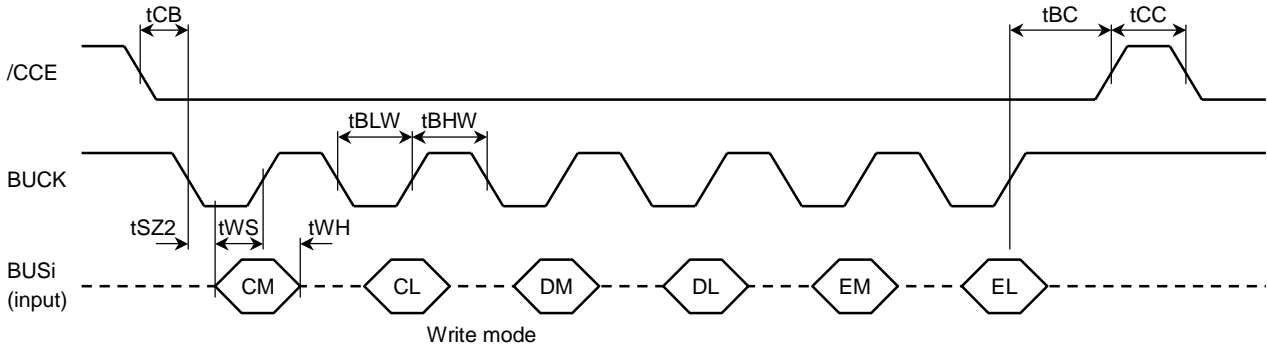 tCB tBC tCC
/CCE
tBLW tBHW
BUCK
tSZ2 tWS tWH
BUSi
(input)
CM CL DM DL EM EL
Write mode